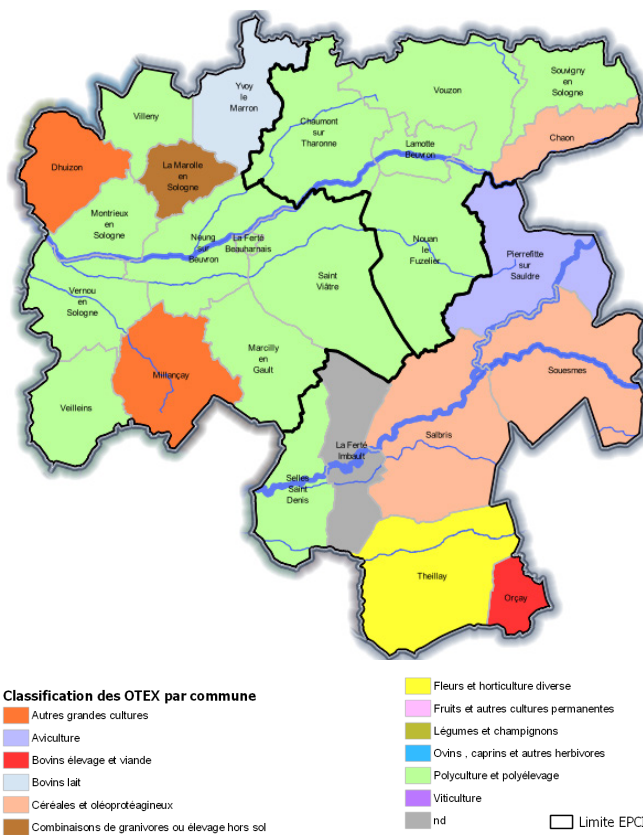 Yvoy
le
Marron
Souvigny
en
Sologne
Vouzon
Villeny
Chaumont
sur
Tharonne
Chaon
Lamotte
Beuvron
Dhuizon
La Marolle
en
Sologne
Montrieux
en
Sologne
Neung
sur
Beuvron
La Ferté
Beauharnais
Nouan
le
Fuzelier
Pierrefitte
sur
Sauldre
Saint
Viâtre
Vernou
en
Sologne
Marcilly
en
Gault
Millançay
Souesmes
Veilleins
La Ferté
Imbault
Salbris
Selles
Saint
Denis
Theillay
Orçay
Classification des OTEX par commune
Autres grandes cultures
Aviculture
Bovins élevage et viande
Bovins lait
Céréales et oléoprotéagineux
Combinaisons de granivores ou élevage hors sol
Fleurs et horticulture diverse
Fruits et autres cultures permanentes
Légumes et champignons
Ovins , caprins et autres herbivores
Polyculture et polyélevage
Viticulture
nd
Limite EPCI